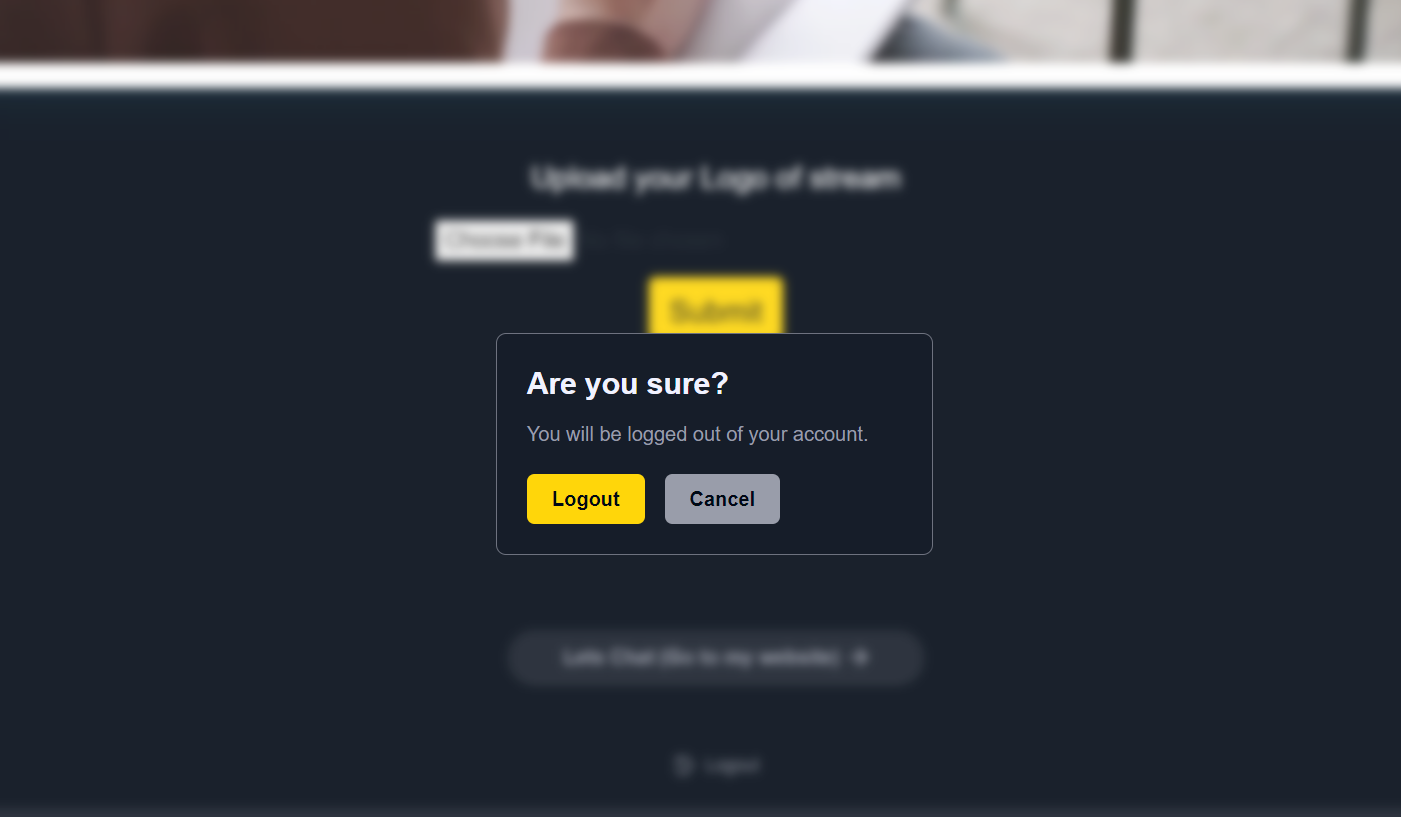 Upload your Logo of stream
Choose File
Submit
Are you sure?
You will be logged out of your account.
Logout
Cancel
Lets Chat (Go to my website)
Logout